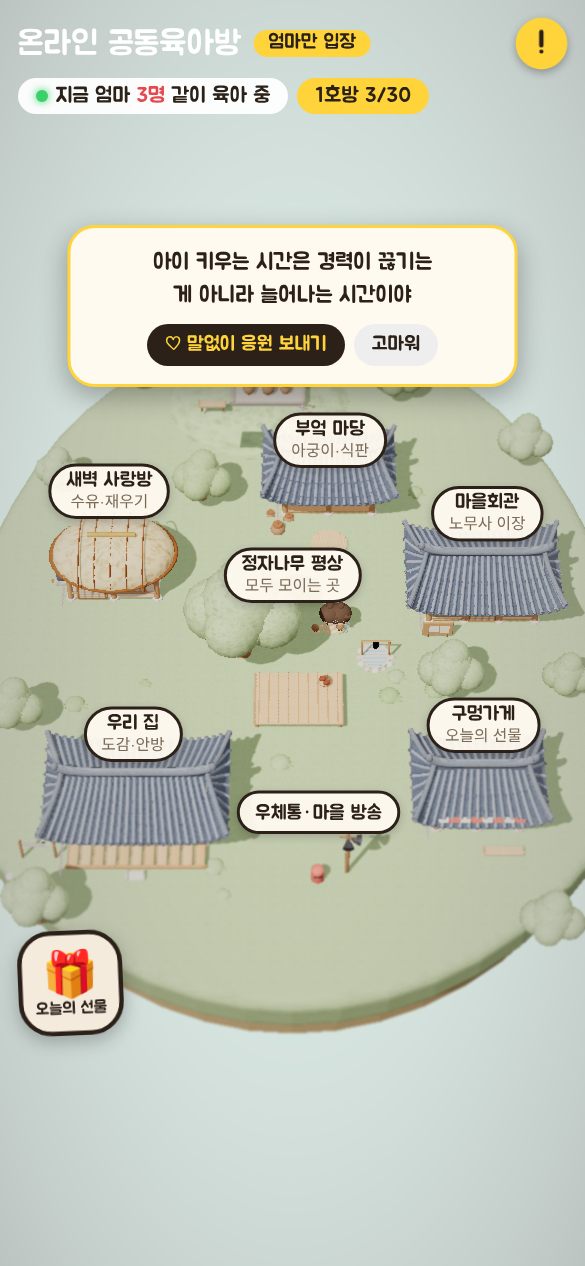 온라인 공동육아방
엄마만 입장
!
지금 엄마 3명 같이 육아 중
1호방 3/30
아이 키우는 시간은 경력이 끊기는
게 아니라 늘어나는 시간이야
♡ 말없이 응원 보내기
고마워
부엌 마당
아궁이·식판
새벽 사랑방
수유·재우기
마을회관
노무사 이장
정자나무 평상
모두 모이는 곳
우리 집
도감·안방
구멍가게
오늘의 선물
우체통·마을 방송
오늘의 선물